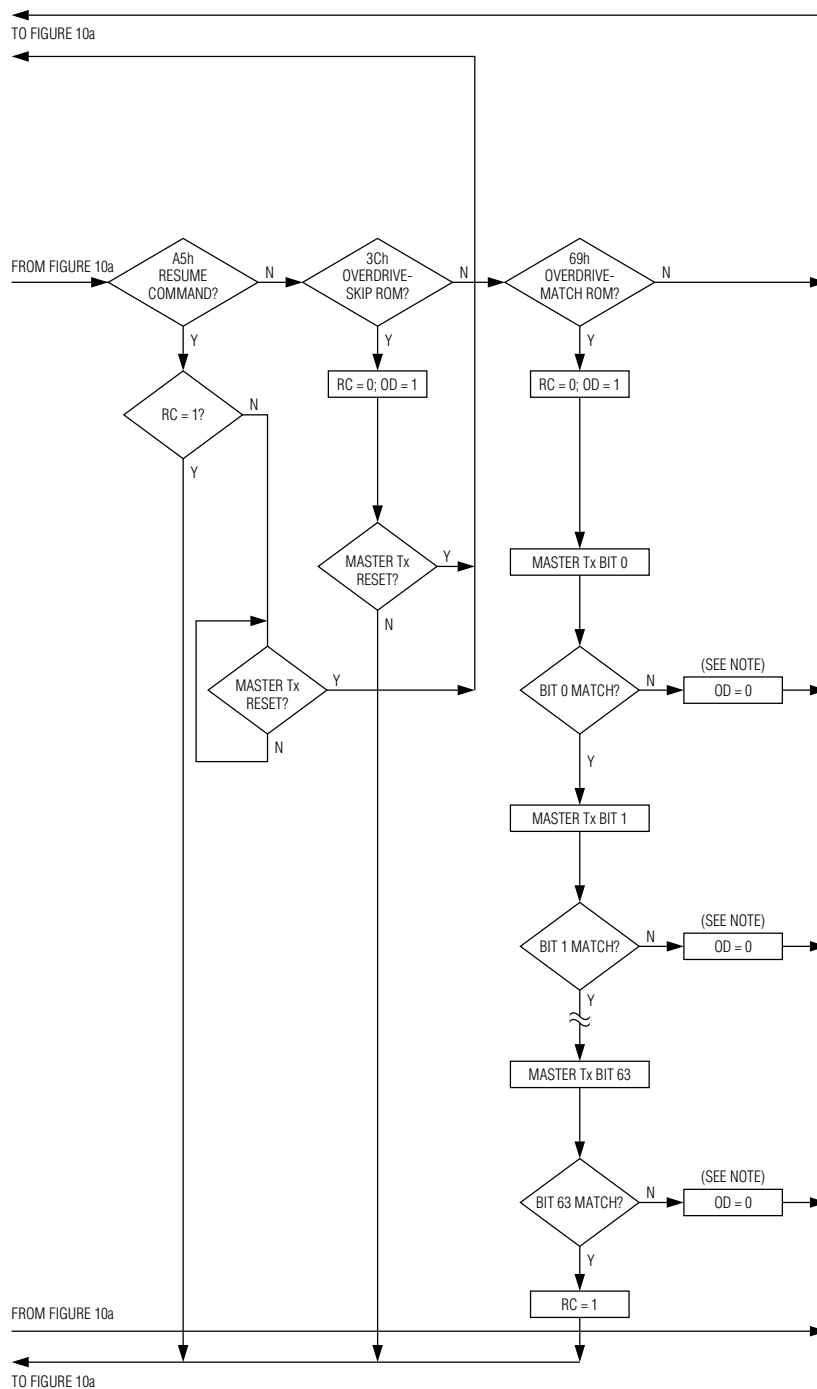 TO FIGURE 10a
FROM FIGURE 10a
A5h
RESUME
COMMAND?
N
Y
3Ch
OVERDRIVE-
SKIP ROM?
N
Y
69h
OVERDRIVE-
MATCH ROM?
N
Y
RC = 1?
N
Y
RC = 0; OD = 1
RC = 0; OD = 1
MASTER Tx
RESET?
Y
N
MASTER Tx BIT 0
MASTER Tx
RESET?
Y
N
BIT 0 MATCH?
N
Y
(SEE NOTE)
OD = 0
MASTER Tx BIT 1
BIT 1 MATCH?
N
Y
(SEE NOTE)
OD = 0
MASTER Tx BIT 63
BIT 63 MATCH?
N
Y
(SEE NOTE)
OD = 0
RC = 1
FROM FIGURE 10a
TO FIGURE 10a